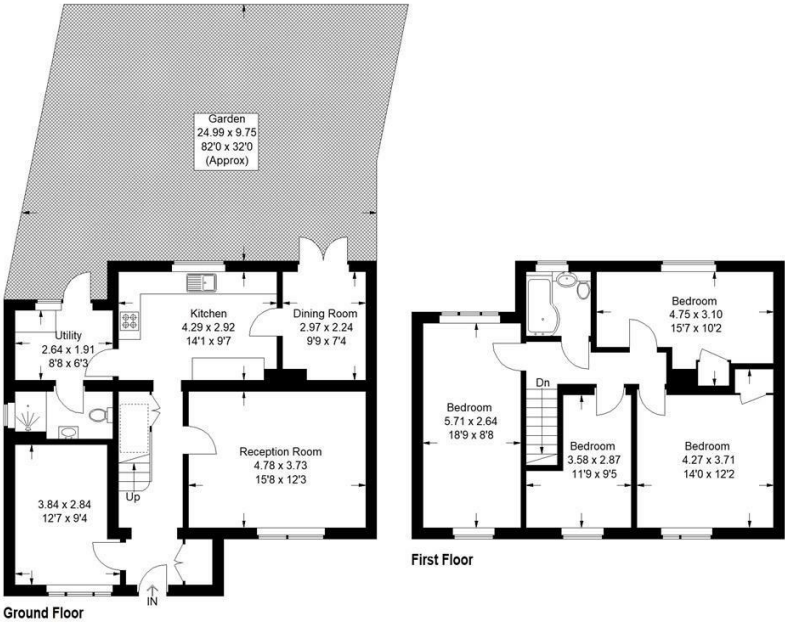 Garden
24.99 x 9.75
82'0 x 32'0
(Approx)
Utility
2.64 x 1.91
8'8 x 6'3
Kitchen
4.29 x 2.92
14'1 x 9'7
Dining Room
2.97 x 2.24
9'9 x 7'4
3.84 x 2.84
12'7 x 9'4
Up
Reception Room
4.78 x 3.73
15'8 x 12'3
IN
Ground Floor
Bedroom
4.75 x 3.10
15'7 x 10'2
Bedroom
5.71 x 2.64
18'9 x 8'8
Dn
Bedroom
3.58 x 2.87
11'9 x 9'5
Bedroom
4.27 x 3.71
14'0 x 12'2
First Floor